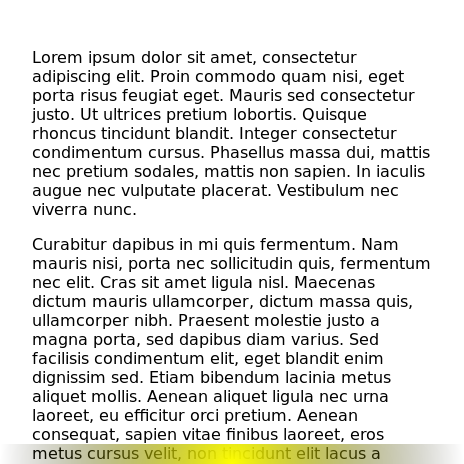 Lorem ipsum dolor sit amet, consectetur
adipiscing elit. Proin commodo quam nisi, eget
porta risus feugiat eget. Mauris sed consectetur
justo. Ut ultrices pretium lobortis. Quisque
rhoncus tincidunt blandit. Integer consectetur
condimentum cursus. Phasellus massa dui, mattis
nec pretium sodales, mattis non sapien. In iaculis
augue nec vulputate placerat. Vestibulum nec
viverra nunc.
Curabitur dapibus in mi quis fermentum. Nam
mauris nisi, porta nec sollicitudin quis, fermentum
nec elit. Cras sit amet ligula nisl. Maecenas
dictum mauris ullamcorper, dictum massa quis,
ullamcorper nibh. Praesent molestie justo a
magna porta, sed dapibus diam varius. Sed
facilisis condimentum elit, eget blandit enim
dignissim sed. Etiam bibendum lacinia metus
aliquet mollis. Aenean aliquet ligula nec urna
laoreet, eu efficitur orci pretium. Aenean
consequat, sapien vitae finibus laoreet, eros
metus cursus velit, non tincidunt elit lacus a